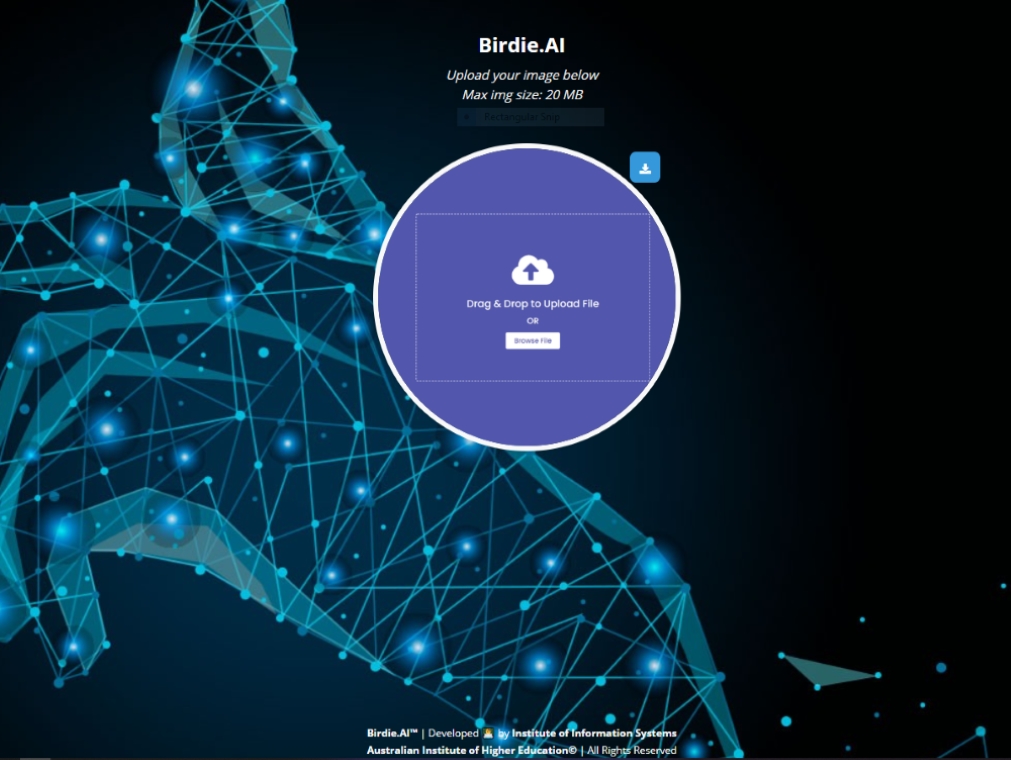 Birdie.AI
Upload your image below
Max img size: 20 MB
Rectangular Snip
Drag & Drop to Upload File
OR
Browse File
Birdie.AI™ | Developed by Institute of Information Systems
Australian Institute of Higher Education© | All Rights Reserved